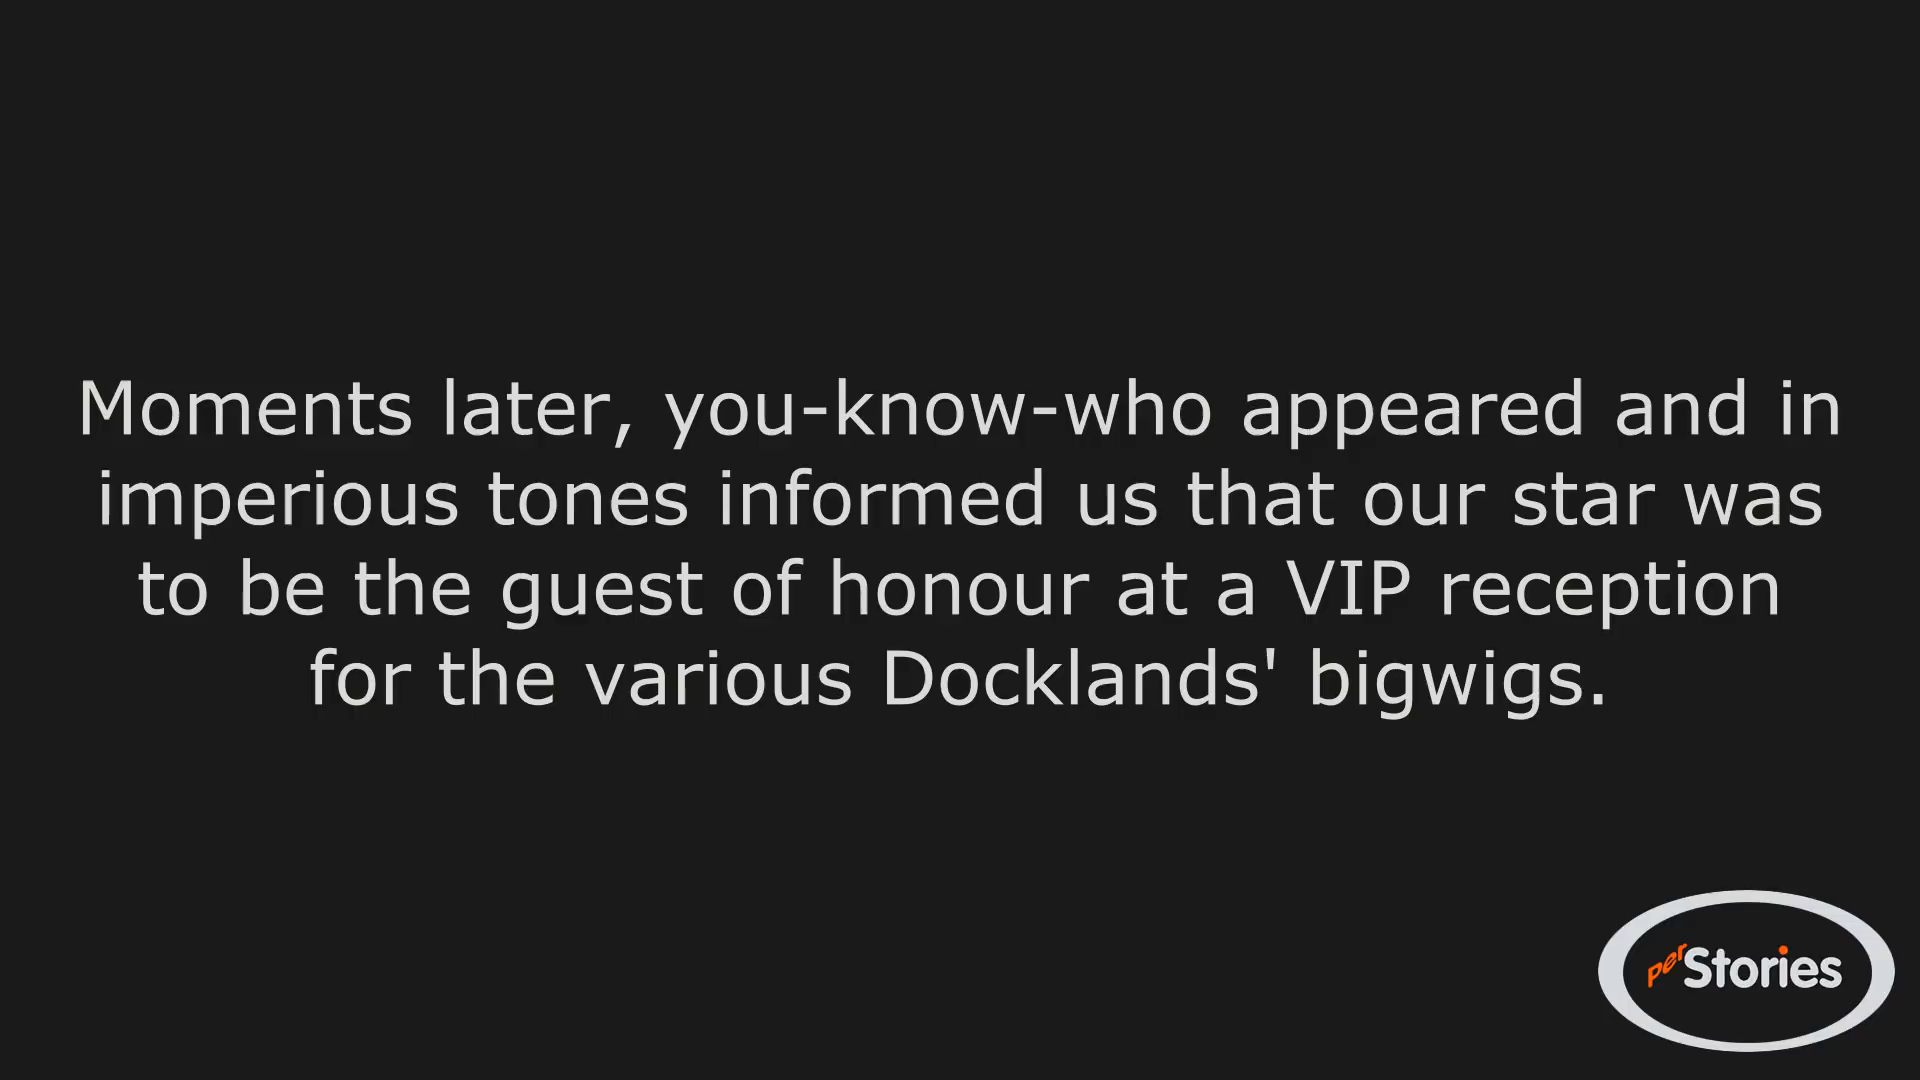 Moments later, you-know-who appeared and in
imperious tones informed us that our star was
to be the guest of honour at a VIP reception
for the various Docklands' bigwigs.
perStories